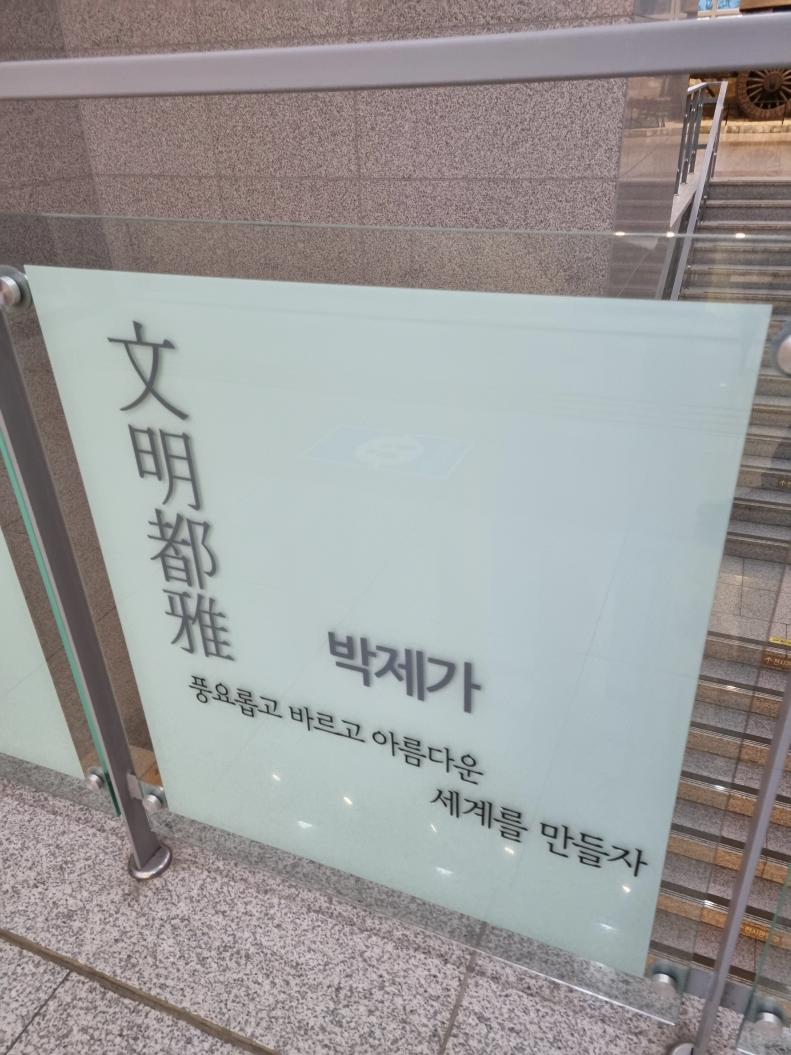 文明都雅
박제가
풍요롭고 바르고 아름다운
세계를 만들자